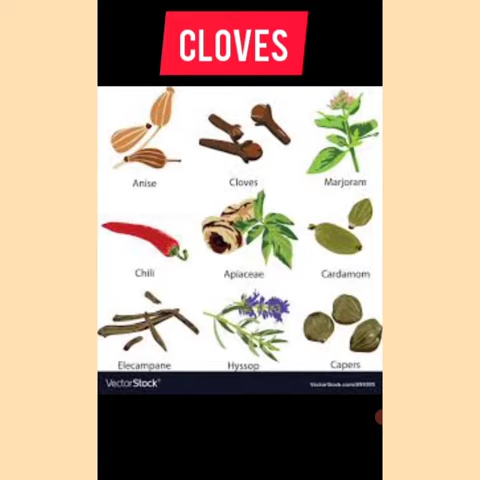 CLOVES
Anise Cloves Marjoram
Chili Apiaceae Cardamom
Elecampane Hyssop Capers
VectorStock®